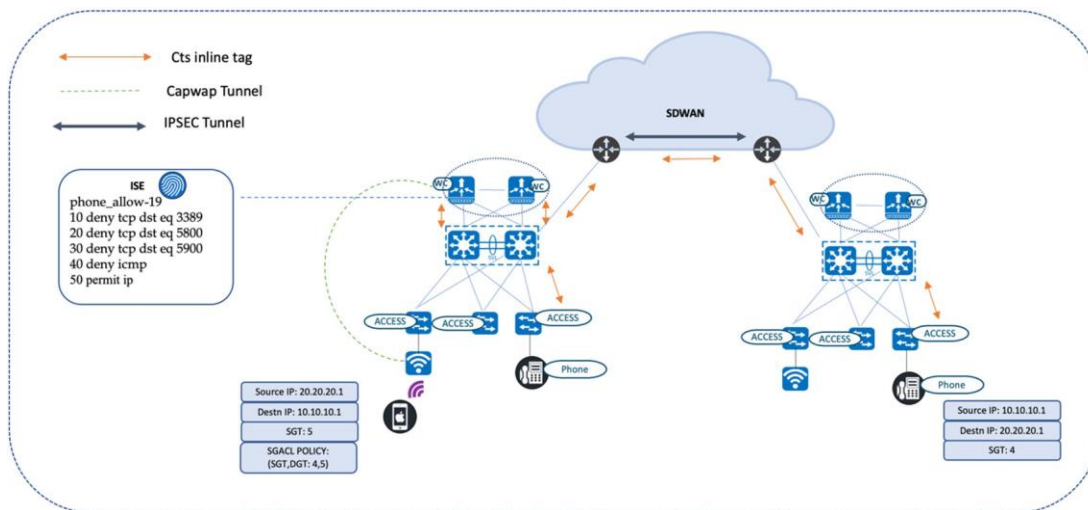 Cts inline tag
Capwap Tunnel
IPSEC Tunnel
SDWAN
ISE
phone_allow-19
10 deny tcp dst eq 3389
20 deny tcp dst eq 5800
30 deny tcp dst eq 5900
40 deny icmp
50 permit ip
WC
WC
WC
WC
ACCESS
ACCESS
ACCESS
ACCESS
ACCESS
ACCESS
Phone
Phone
Source IP: 20.20.20.1
Destn IP: 10.10.10.1
SGT: 5
SGACL POLICY:
(SGT,DGT: 4,5)
Source IP: 10.10.10.1
Destn IP: 20.20.20.1
SGT: 4